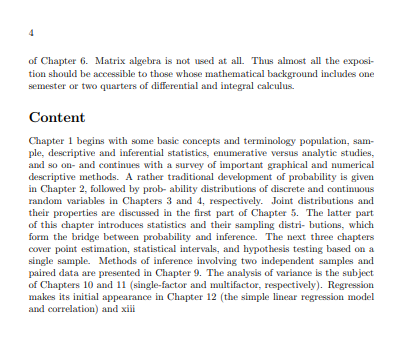 4
of Chapter 6. Matrix algebra is not used at all. Thus almost all the exposi-
tion should be accessible to those whose mathematical background includes one
semester or two quarters of differential and integral calculus.
Content
Chapter 1 begins with some basic concepts and terminology population, sam-
ple, descriptive and inferential statistics, enumerative versus analytic studies,
and so on- and continues with a survey of important graphical and numerical
descriptive methods. A rather traditional development of probability is given
in Chapter 2, followed by prob- ability distributions of discrete and continuous
random variables in Chapters 3 and 4, respectively. Joint distributions and
their properties are discussed in the first part of Chapter 5. The latter part
of this chapter introduces statistics and their sampling distri- butions, which
form the bridge between probability and inference. The next three chapters
cover point estimation, statistical intervals, and hypothesis testing based on a
single sample. Methods of inference involving two independent samples and
paired data are presented in Chapter 9. The analysis of variance is the subject
of Chapters 10 and 11 (single-factor and multifactor, respectively). Regression
makes its initial appearance in Chapter 12 (the simple linear regression model
and correlation) and xiii